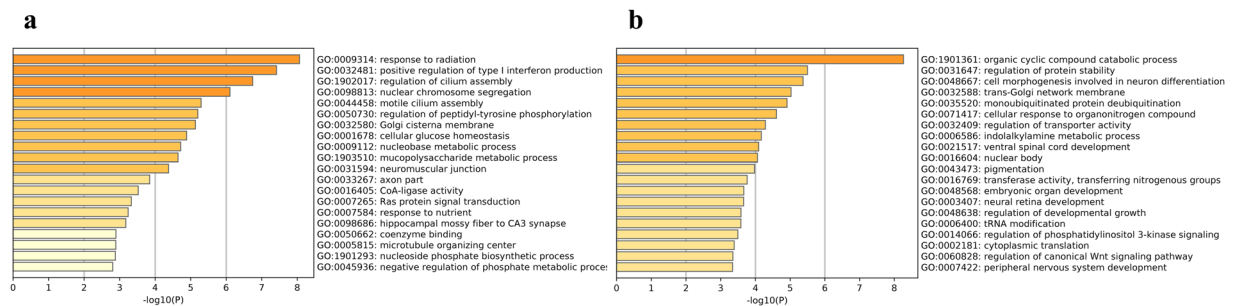 a
GO:0009314: response to radiation
GO:0032481: positive regulation of type I interferon production
GO:1902017: regulation of cilium assembly
GO:0098813: nuclear chromosome segregation
GO:0044458: motile cilium assembly
GO:0050730: regulation of peptidyl-tyrosine phosphorylation
GO:0032580: Golgi cisterna membrane
GO:0001678: cellular glucose homeostasis
GO:0009112: nucleobase metabolic process
GO:1903510: mucopolysaccharide metabolic process
GO:0031594: neuromuscular junction
GO:0033267: axon part
GO:0016405: CoA-ligase activity
GO:0007265: Ras protein signal transduction
GO:0007584: response to nutrient
GO:0098686: hippocampal mossy fiber to CA3 synapse
GO:0050662: coenzyme binding
GO:0005815: microtubule organizing center
GO:1901293: nucleoside phosphate biosynthetic process
GO:0045936: negative regulation of phosphate metabolic proces
0 1 2 3 4 5 6 7 8
-log10(P)
b
GO:1901361: organic cyclic compound catabolic process
GO:0031647: regulation of protein stability
GO:0048667: cell morphogenesis involved in neuron differentiation
GO:0032588: trans-Golgi network membrane
GO:0035520: monoubiquitinated protein deubiquitination
GO:0071417: cellular response to organonitrogen compound
GO:0032409: regulation of transporter activity
GO:0006586: indolalkylamine metabolic process
GO:0021517: ventral spinal cord development
GO:0016604: nuclear body
GO:0043473: pigmentation
GO:0016769: transferase activity, transferring nitrogenous groups
GO:0048568: embryonic organ development
GO:0003407: neural retina development
GO:0048638: regulation of developmental growth
GO:0006400: tRNA modification
GO:0014066: regulation of phosphatidylinositol 3-kinase signaling
GO:0002181: cytoplasmic translation
GO:0060828: regulation of canonical Wnt signaling pathway
GO:0007422: peripheral nervous system development
0 1 2 3 4 5 6 7 8
-log10(P)